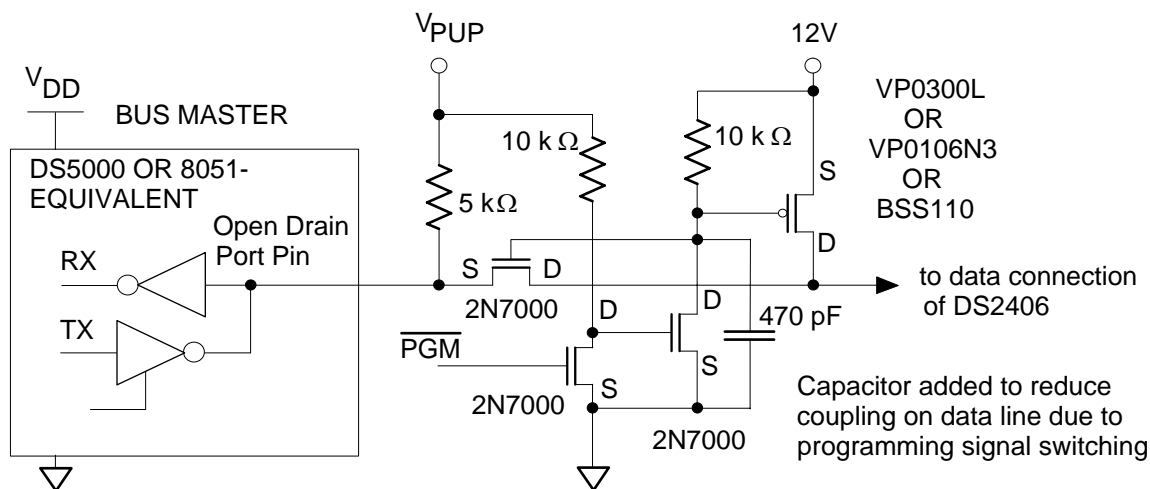 VPUP
12V
VDD
BUS MASTER
VP0300L
OR
VP0106N3
OR
BSS110
DS5000 OR 8051-
EQUIVALENT
10 kΩ
10 kΩ
5 kΩ
S
Open Drain
Port Pin
D
RX
S
D
to data connection
of DS2406
2N7000
D
D
470 pF
TX
PGM
S
S
2N7000
2N7000
Capacitor added to reduce
coupling on data line due to
programming signal switching